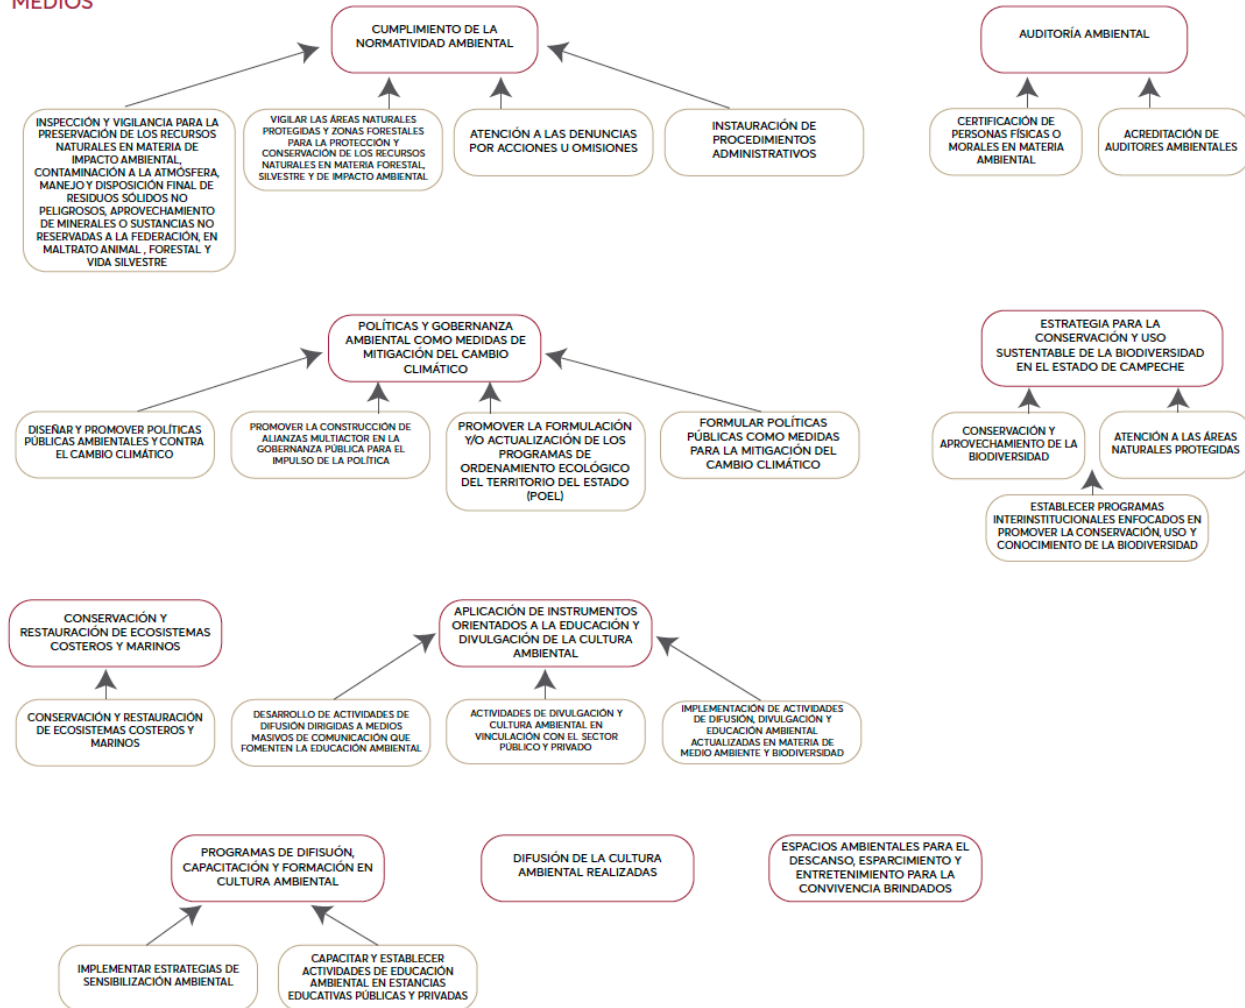 MEDIOS
CUMPLIMIENTO DE LA
NORMATIVIDAD AMBIENTAL
AUDITORÍA AMBIENTAL
INSPECCIÓN Y VIGILANCIA PARA LA
PRESERVACIÓN DE LOS RECURSOS
NATURALES EN MATERIA DE
IMPACTO AMBIENTAL,
CONTAMINACIÓN A LA ATMÓSFERA,
MANEJO Y DISPOSICIÓN FINAL DE
RESIDUOS SÓLIDOS NO
PELIGROSOS, APROVECHAMIENTO
DE MINERALES O SUSTANCIAS NO
RESERVADAS A LA FEDERACIÓN, EN
MALTRATO ANIMAL , FORESTAL Y
VIDA SILVESTRE
VIGILAR LAS ÁREAS NATURALES
PROTEGIDAS Y ZONAS FORESTALES
PARA LA PROTECCIÓN Y
CONSERVACIÓN DE LOS RECURSOS
NATURALES EN MATERIA FORESTAL,
SILVESTRE Y DE IMPACTO AMBIENTAL
ATENCIÓN A LAS DENUNCIAS
POR ACCIONES U OMISIONES
INSTAURACIÓN DE
PROCEDIMIENTOS
ADMINISTRATIVOS
CERTIFICACIÓN DE
PERSONAS FÍSICAS O
MORALES EN MATERIA
AMBIENTAL
ACREDITACIÓN DE
AUDITORES AMBIENTALES
POLÍTICAS Y GOBERNANZA
AMBIENTAL COMO MEDIDAS DE
MITIGACIÓN DEL CAMBIO
CLIMÁTICO
ESTRATEGIA PARA LA
CONSERVACIÓN Y USO
SUSTENTABLE DE LA BIODIVERSIDAD
EN EL ESTADO DE CAMPECHE
DISEÑAR Y PROMOVER POLÍTICAS
PÚBLICAS AMBIENTALES Y CONTRA
EL CAMBIO CLIMÁTICO
PROMOVER LA CONSTRUCCIÓN DE
ALIANZAS MULTIACTOR EN LA
GOBERNANZA PÚBLICA PARA EL
IMPULSO DE LA POLÍTICA
PROMOVER LA FORMULACIÓN
Y/O ACTUALIZACIÓN DE LOS
PROGRAMAS DE
ORDENAMIENTO ECOLÓGICO
DEL TERRITORIO DEL ESTADO
(POEL)
FORMULAR POLÍTICAS
PÚBLICAS COMO MEDIDAS
PARA LA MITIGACIÓN DEL
CAMBIO CLIMÁTICO
CONSERVACIÓN Y
APROVECHAMIENTO DE LA
BIODIVERSIDAD
ATENCIÓN A LAS ÁREAS
NATURALES PROTEGIDAS
ESTABLECER PROGRAMAS
INTERINSTITUCIONALES ENFOCADOS EN
PROMOVER LA CONSERVACIÓN, USO Y
CONOCIMIENTO DE LA BIODIVERSIDAD
CONSERVACIÓN Y
RESTAURACIÓN DE ECOSISTEMAS
COSTEROS Y MARINOS
APLICACIÓN DE INSTRUMENTOS
ORIENTADOS A LA EDUCACIÓN Y
DIVULGACIÓN DE LA CULTURA
AMBIENTAL
CONSERVACIÓN Y RESTAURACIÓN
DE ECOSISTEMAS COSTEROS Y
MARINOS
DESARROLLO DE ACTIVIDADES DE
DIFUSIÓN DIRIGIDAS A MEDIOS
MASIVOS DE COMUNICACIÓN QUE
FOMENTEN LA EDUCACIÓN AMBIENTAL
ACTIVIDADES DE DIVULGACIÓN Y
CULTURA AMBIENTAL EN
VINCULACIÓN CON EL SECTOR
PÚBLICO Y PRIVADO
IMPLEMENTACIÓN DE ACTIVIDADES
DE DIFUSIÓN, DIVULGACIÓN Y
EDUCACIÓN AMBIENTAL
ACTUALIZADAS EN MATERIA DE
MEDIO AMBIENTE Y BIODIVERSIDAD
PROGRAMAS DE DIFISUÓN,
CAPACITACIÓN Y FORMACIÓN EN
CULTURA AMBIENTAL
DIFUSIÓN DE LA CULTURA
AMBIENTAL REALIZADAS
ESPACIOS AMBIENTALES PARA EL
DESCANSO, ESPARCIMIENTO Y
ENTRETENIMIENTO PARA LA
CONVIVENCIA BRINDADOS
IMPLEMENTAR ESTRATEGIAS DE
SENSIBILIZACIÓN AMBIENTAL
CAPACITAR Y ESTABLECER
ACTIVIDADES DE EDUCACIÓN
AMBIENTAL EN ESTANCIAS
EDUCATIVAS PÚBLICAS Y PRIVADAS